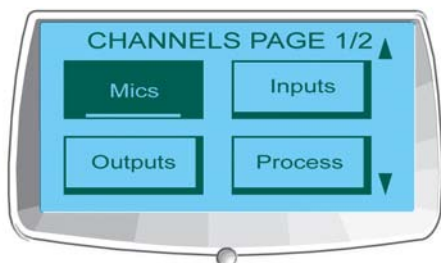 CHANNELS PAGE 1/2
Mics
Inputs
Outputs
Process